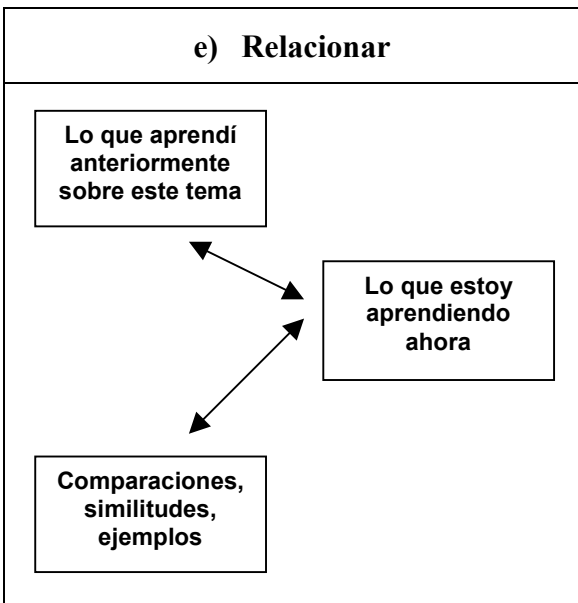 e) Relacionar
Lo que aprendí
anteriormente
sobre este tema
Lo que estoy
aprendiendo
ahora
Comparaciones,
similitudes,
ejemplos